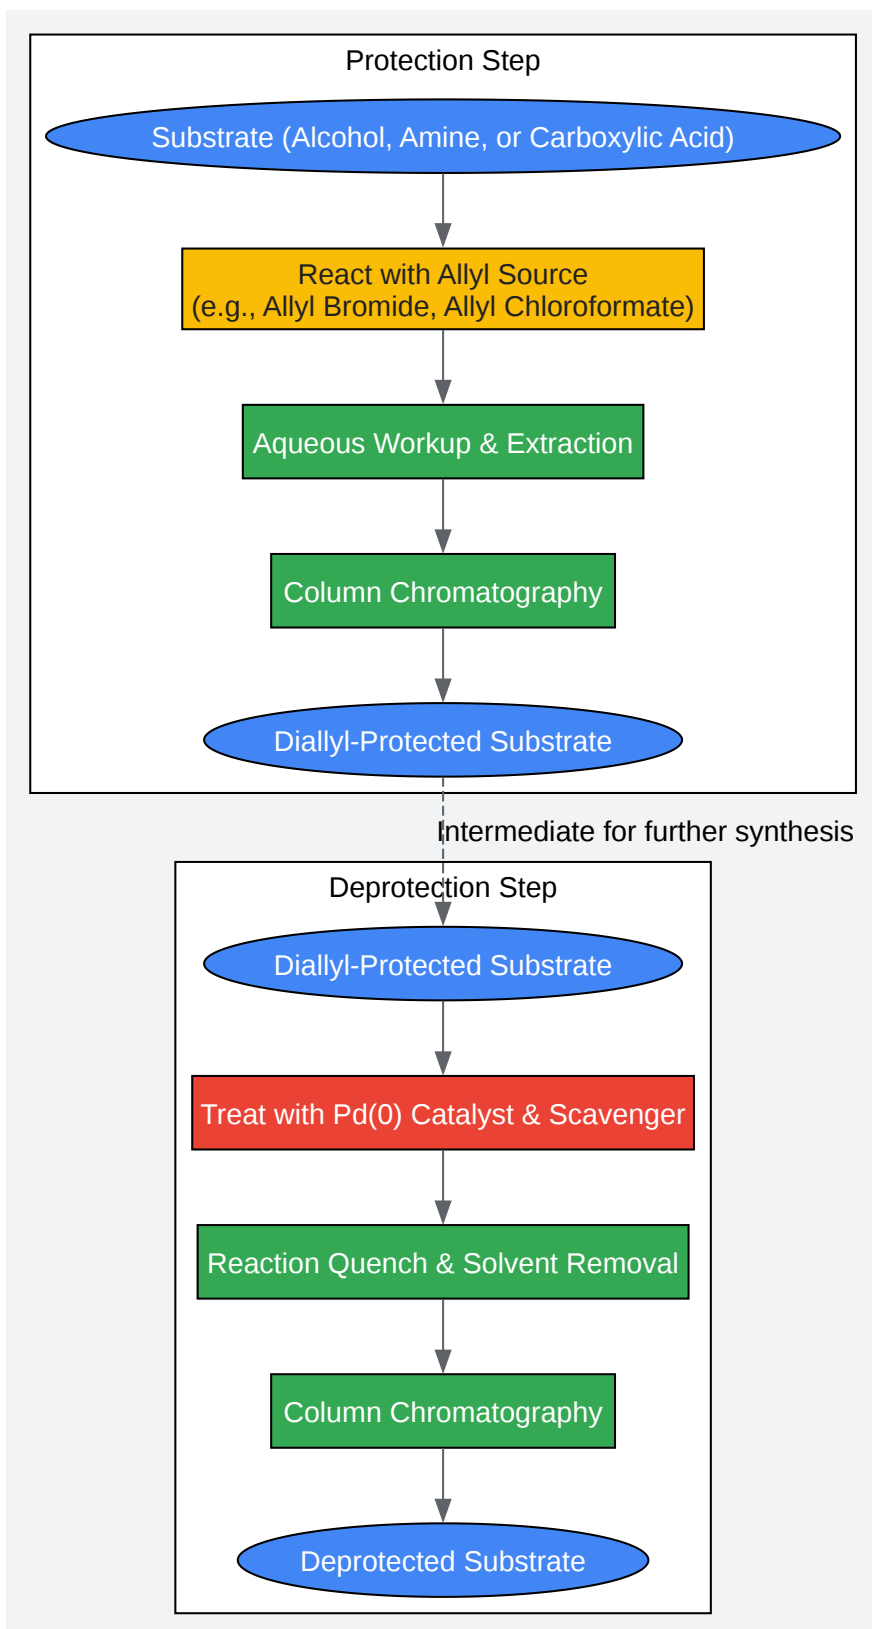 Protection Step
Substrate (Alcohol, Amine, or Carboxylic Acid)
React with Allyl Source
(e.g., Allyl Bromide, Allyl Chloroformate)
Aqueous Workup & Extraction
Column Chromatography
Diallyl-Protected Substrate
Intermediate for further synthesis
Deprotection Step
Diallyl-Protected Substrate
Treat with Pd(0) Catalyst & Scavenger
Reaction Quench & Solvent Removal
Column Chromatography
Deprotected Substrate